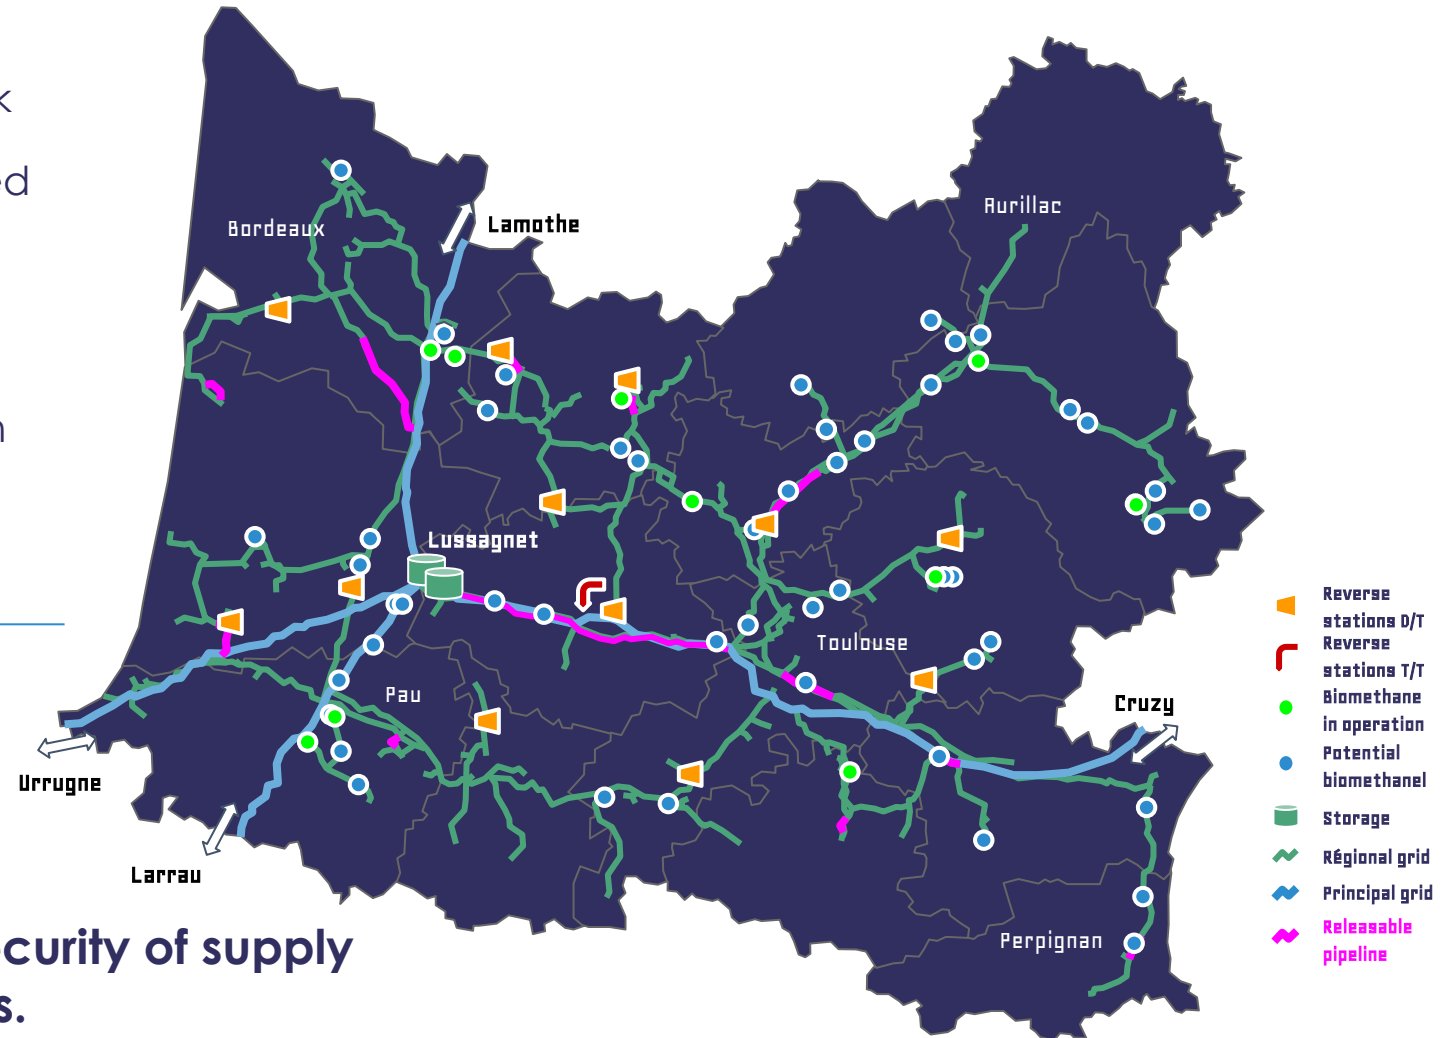 k
ed
n
Bordeaux
Lamothe
Aurillac
Lussagnet
Toulouse
Pau
Cruzy
Urrugne
Larrau
Perpignan
Reverse
stations D/T
Reverse
stations T/T
Biomethane
in operation
Potential
biomethanel
Storage
Régional grid
Principal grid
Releasable
pipeline
curity of supply
s.